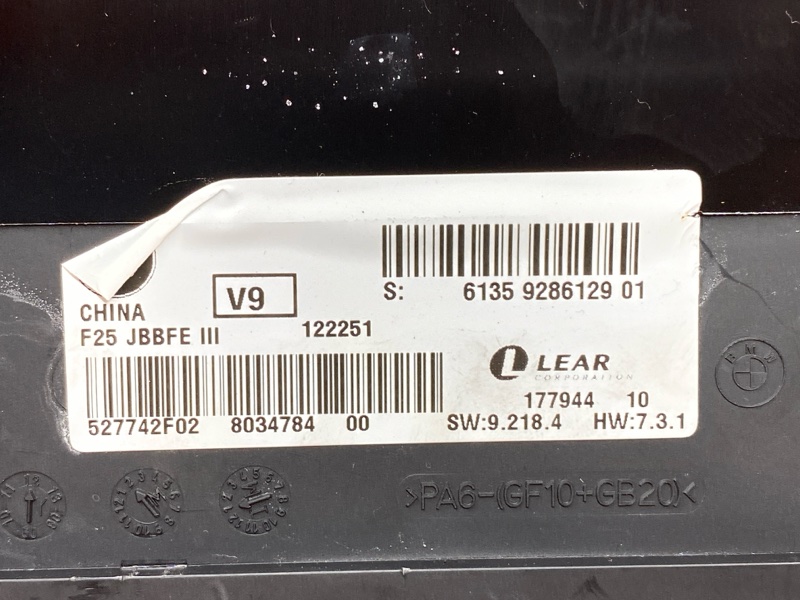 S: 6135 9286129 01
V9
CHINA
F25 JBBFE III 122251
LEAR
CORPORATION
177944 10
527742F02 8034784 00
SW:9.218.4 HW:7.3.1
BMW
>PA6-(GF10+GB20)<